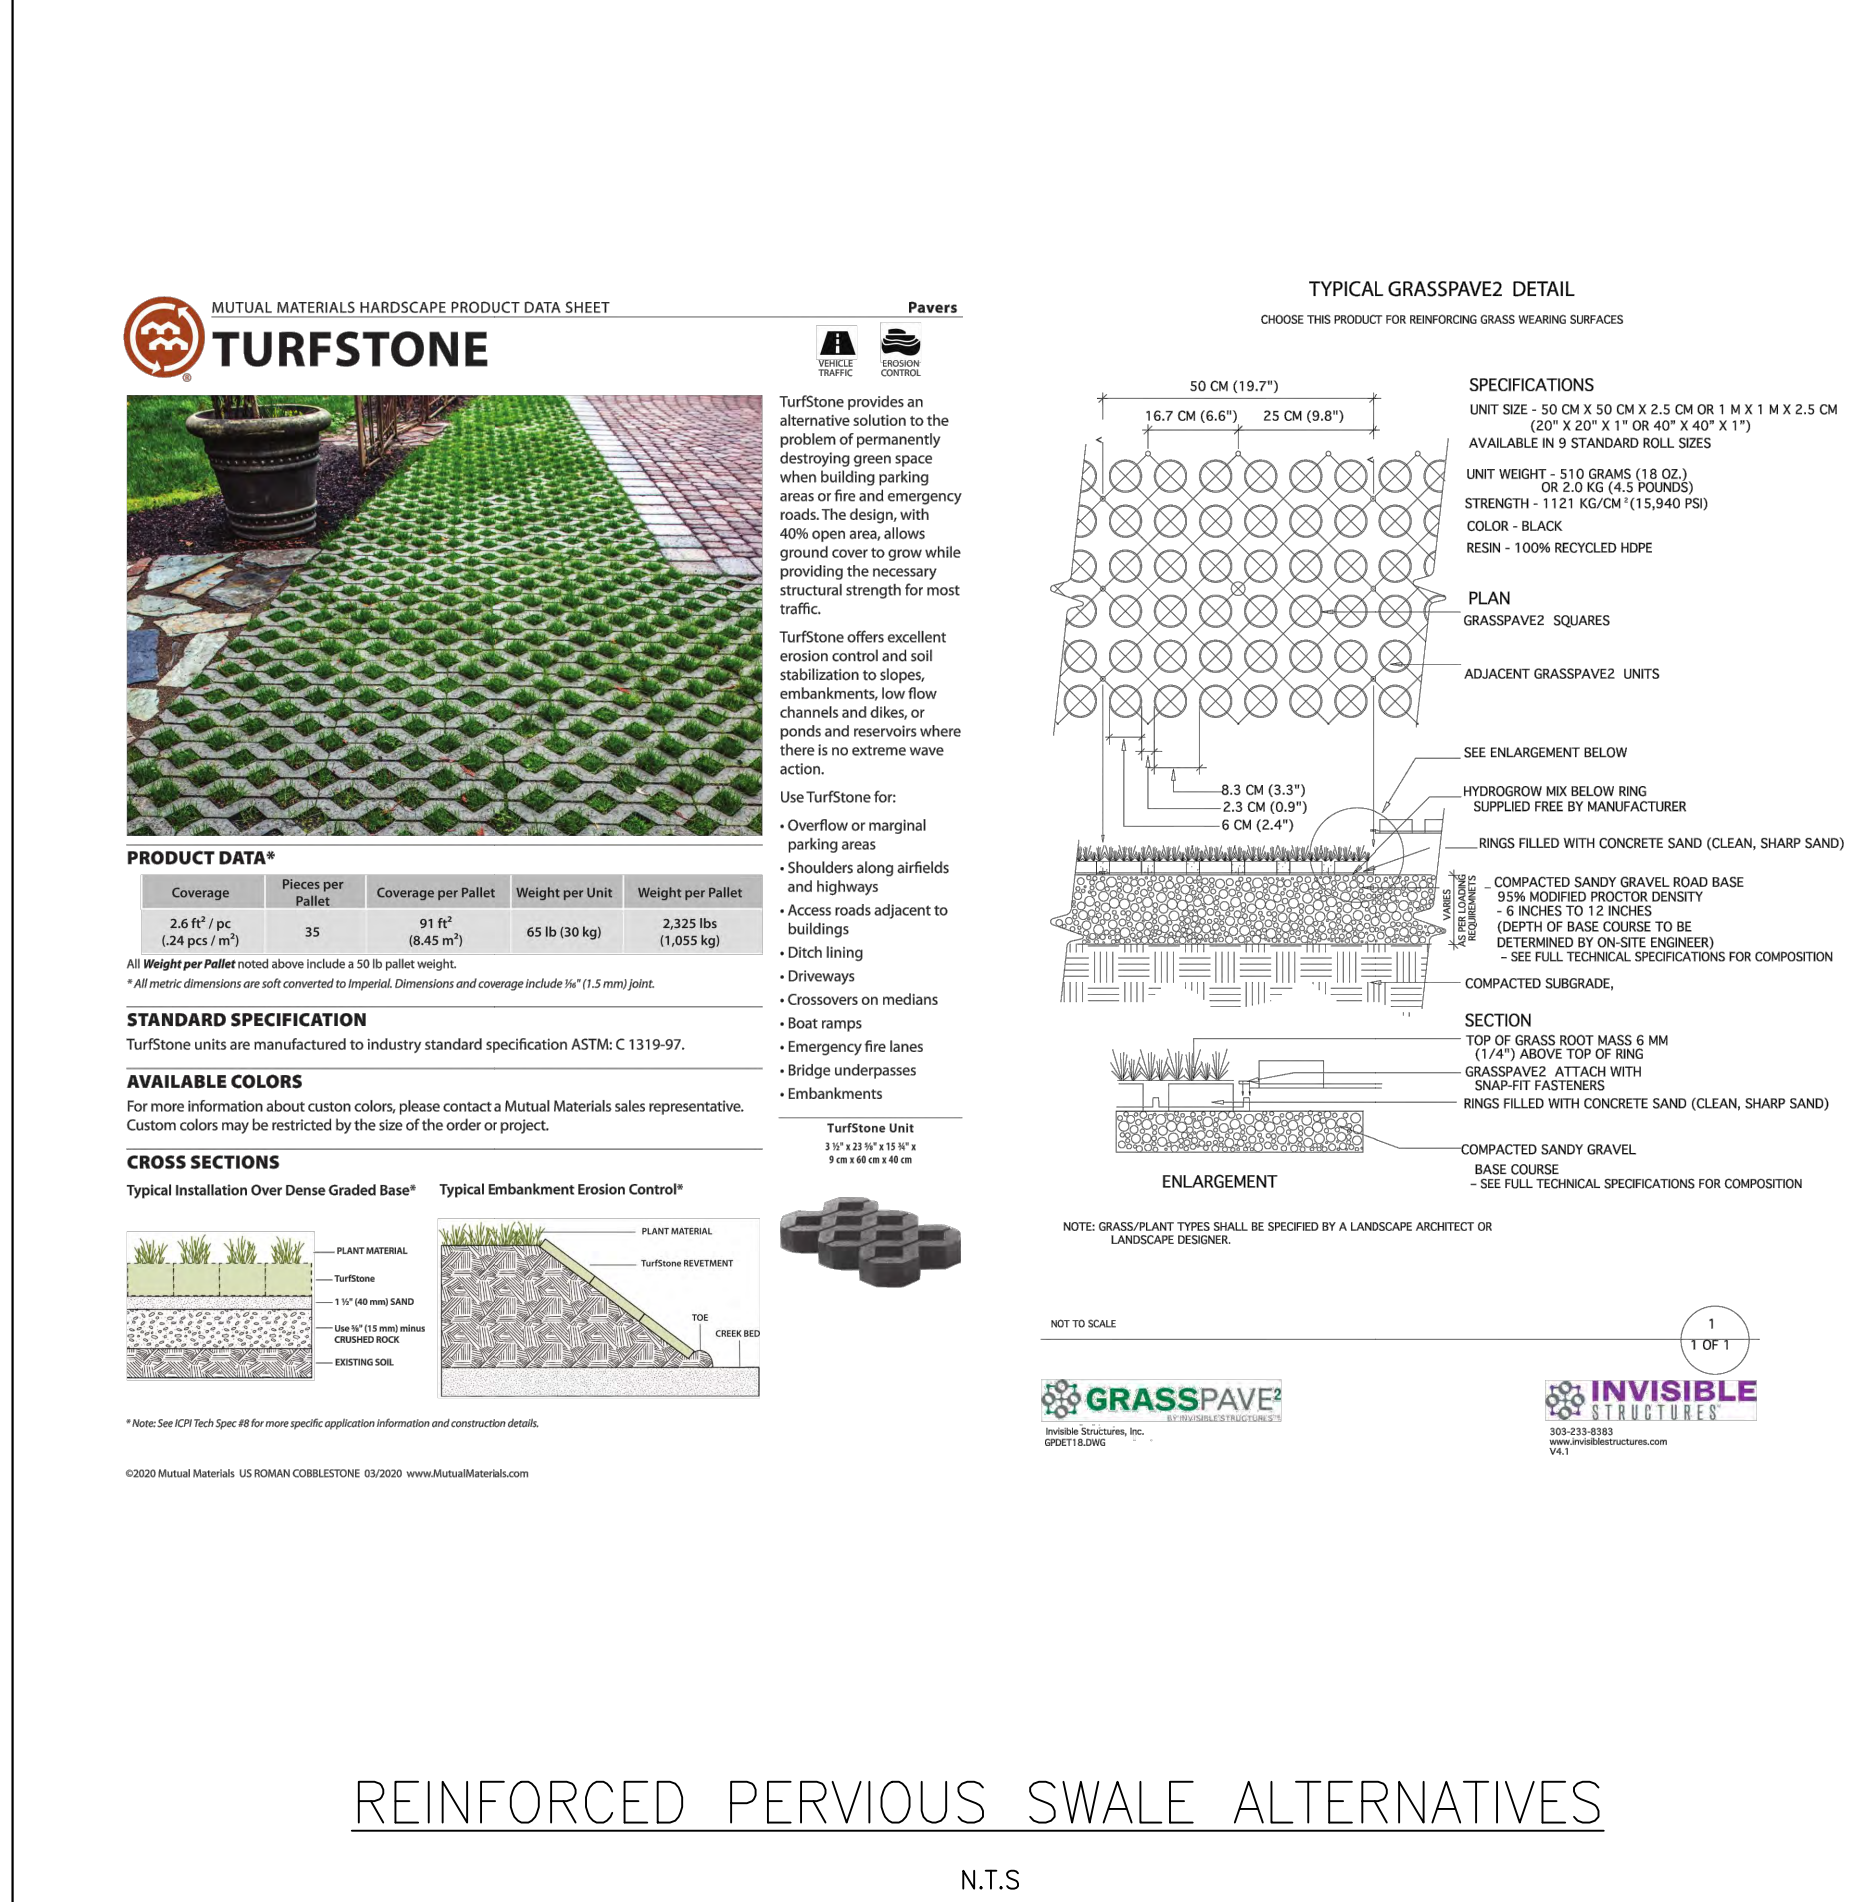 MUTUAL MATERIALS HARDSCAPE PRODUCT DATA SHEET
Pavers
TURFSTONE
®
VEHICLE
TRAFFIC
EROSION
CONTROL
TurfStone provides an
alternative solution to the
problem of permanently
destroying green space
when building parking
areas or fire and emergency
roads. The design, with
40% open area, allows
ground cover to grow while
providing the necessary
structural strength for most
traffic.
TurfStone offers excellent
erosion control and soil
stabilization to slopes,
embankments, low flow
channels and dikes, or
ponds and reservoirs where
there is no extreme wave
action.
Use TurfStone for:
• Overflow or marginal
parking areas
• Shoulders along airfields
and highways
• Access roads adjacent to
buildings
• Ditch lining
• Driveways
• Crossovers on medians
• Boat ramps
• Emergency fire lanes
• Bridge underpasses
• Embankments
TurfStone Unit
3 ½" x 23 ⅝" x 15 ¾" x
9 cm x 60 cm x 40 cm
PRODUCT DATA*
Coverage
Pieces per
Pallet
Coverage per Pallet
Weight per Unit
Weight per Pallet
2.6 ft² / pc
(.24 pcs / m²)
35
91 ft²
(8.45 m²)
65 lb (30 kg)
2,325 lbs
(1,055 kg)
All Weight per Pallet noted above include a 50 lb pallet weight.
* All metric dimensions are soft converted to Imperial. Dimensions and coverage include 1⁄16" (1.5 mm) joint.
STANDARD SPECIFICATION
TurfStone units are manufactured to industry standard specification ASTM: C 1319-97.
AVAILABLE COLORS
For more information about custon colors, please contact a Mutual Materials sales representative.
Custom colors may be restricted by the size of the order or project.
CROSS SECTIONS
Typical Installation Over Dense Graded Base*
PLANT MATERIAL
TurfStone
1 ½" (40 mm) SAND
Use ⅝" (15 mm) minus
CRUSHED ROCK
EXISTING SOIL
Typical Embankment Erosion Control*
PLANT MATERIAL
TurfStone REVETMENT
TOE
CREEK BED
* Note: See ICPI Tech Spec #8 for more specific application information and construction details.
©2020 Mutual Materials US ROMAN COBBLESTONE 03/2020 www.MutualMaterials.com
TYPICAL GRASSPAVE2 DETAIL
CHOOSE THIS PRODUCT FOR REINFORCING GRASS WEARING SURFACES
50 CM (19.7")
16.7 CM (6.6")
25 CM (9.8")
SPECIFICATIONS
UNIT SIZE - 50 CM X 50 CM X 2.5 CM OR 1 M X 1 M X 2.5 CM
(20" X 20" X 1" OR 40” X 40” X 1”)
AVAILABLE IN 9 STANDARD ROLL SIZES
UNIT WEIGHT - 510 GRAMS (18 OZ.)
OR 2.0 KG (4.5 POUNDS)
STRENGTH - 1121 KG/CM² (15,940 PSI)
COLOR - BLACK
RESIN - 100% RECYCLED HDPE
PLAN
GRASSPAVE2 SQUARES
ADJACENT GRASSPAVE2 UNITS
SEE ENLARGEMENT BELOW
8.3 CM (3.3")
2.3 CM (0.9")
6 CM (2.4")
HYDROGROW MIX BELOW RING
SUPPLIED FREE BY MANUFACTURER
RINGS FILLED WITH CONCRETE SAND (CLEAN, SHARP SAND)
VARIES
AS PER LOADING
REQUIREMNETS
COMPACTED SANDY GRAVEL ROAD BASE
95% MODIFIED PROCTOR DENSITY
- 6 INCHES TO 12 INCHES
(DEPTH OF BASE COURSE TO BE
DETERMINED BY ON-SITE ENGINEER)
– SEE FULL TECHNICAL SPECIFICATIONS FOR COMPOSITION
COMPACTED SUBGRADE,
SECTION
TOP OF GRASS ROOT MASS 6 MM
(1/4") ABOVE TOP OF RING
GRASSPAVE2 ATTACH WITH
SNAP-FIT FASTENERS
RINGS FILLED WITH CONCRETE SAND (CLEAN, SHARP SAND)
COMPACTED SANDY GRAVEL
BASE COURSE
– SEE FULL TECHNICAL SPECIFICATIONS FOR COMPOSITION
ENLARGEMENT
NOTE: GRASS/PLANT TYPES SHALL BE SPECIFIED BY A LANDSCAPE ARCHITECT OR
LANDSCAPE DESIGNER.
NOT TO SCALE
1
1 OF 1
GRASSPAVE²
BY INVISIBLE STRUCTURES
Invisible Structures, Inc.
GPDET18.DWG
INVISIBLE
STRUCTURES
303-233-8383
www.invisiblestructures.com
V4.1
REINFORCED PERVIOUS SWALE ALTERNATIVES
N.T.S